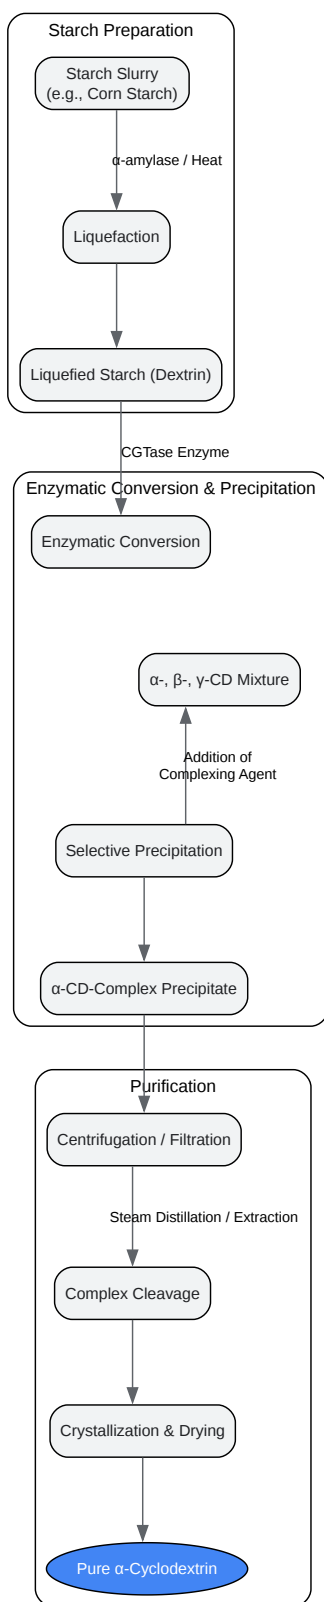 Starch Preparation
Starch Slurry
(e.g., Corn Starch)
α-amylase / Heat
Liquefaction
Liquefied Starch (Dextrin)
CGTase Enzyme
Enzymatic Conversion & Precipitation
Enzymatic Conversion
α-, β-, γ-CD Mixture
Addition of
Complexing Agent
Selective Precipitation
α-CD-Complex Precipitate
Purification
Centrifugation / Filtration
Steam Distillation / Extraction
Complex Cleavage
Crystallization & Drying
Pure α-Cyclodextrin